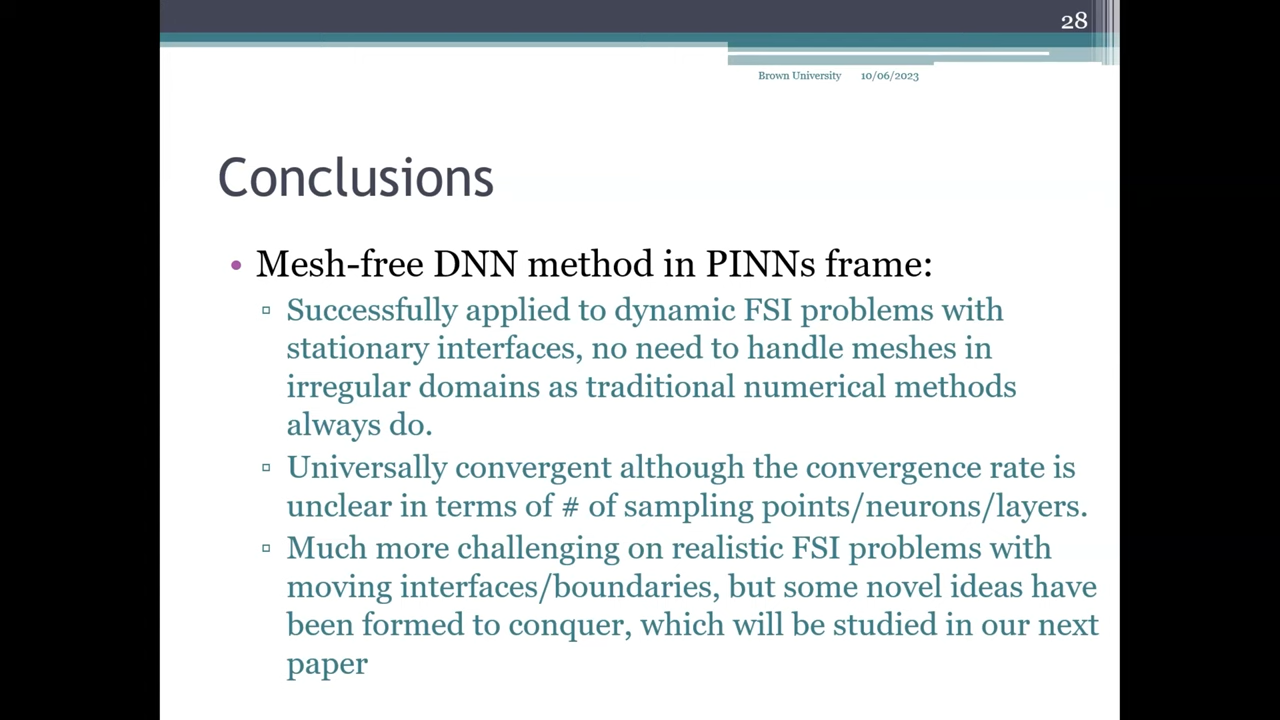 28
Brown University 10/06/2023
Conclusions
• Mesh-free DNN method in PINNs frame:
▫ Successfully applied to dynamic FSI problems with
stationary interfaces, no need to handle meshes in
irregular domains as traditional numerical methods
always do.
▫ Universally convergent although the convergence rate is
unclear in terms of # of sampling points/neurons/layers.
▫ Much more challenging on realistic FSI problems with
moving interfaces/boundaries, but some novel ideas have
been formed to conquer, which will be studied in our next
paper